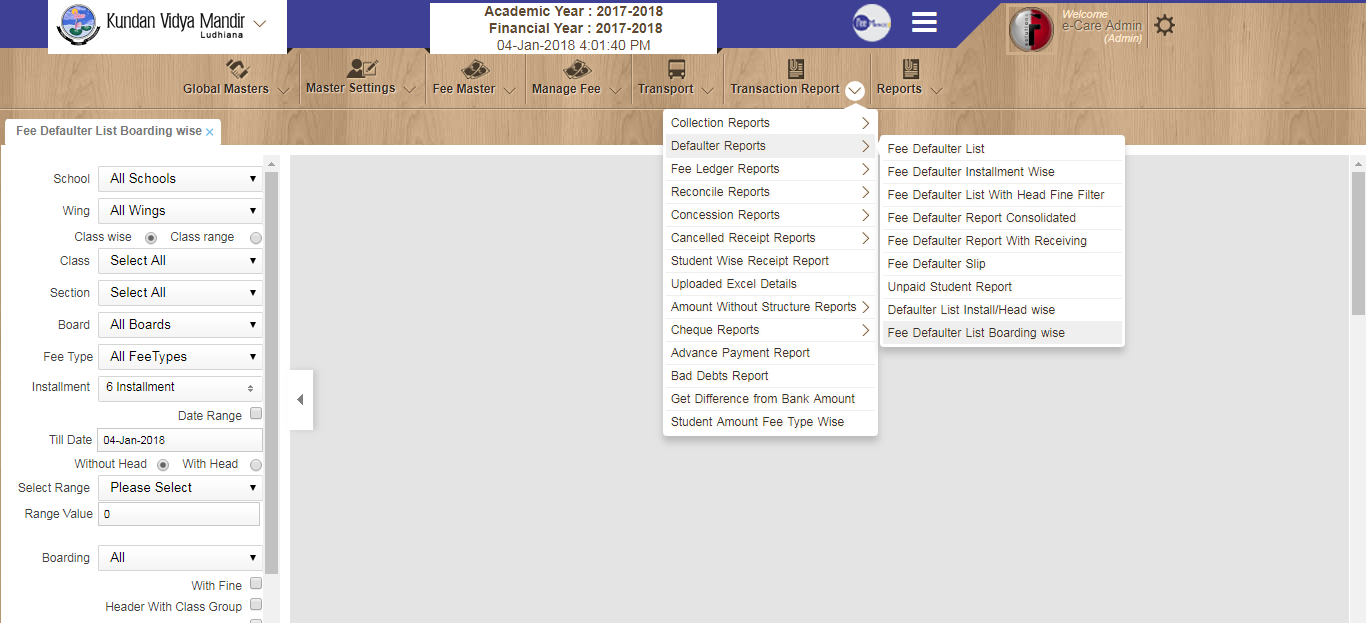 Kundan Vidya Mandir
Ludhiana
Academic Year : 2017-2018
Financial Year : 2017-2018
04-Jan-2018 4:01:40 PM
Welcome
e-Care Admin
(Admin)
Global Masters
Master Settings
Fee Master
Manage Fee
Transport
Transaction Report
Reports
Fee Defaulter List Boarding wise ×
School All Schools
Wing All Wings
Class wise Class range
Class Select All
Section Select All
Board All Boards
Fee Type All FeeTypes
Installment 6 Installment
Date Range
Till Date 04-Jan-2018
Without Head With Head
Select Range Please Select
Range Value 0
Boarding All
With Fine
Header With Class Group
Collection Reports
Defaulter Reports
Fee Ledger Reports
Reconcile Reports
Concession Reports
Cancelled Receipt Reports
Student Wise Receipt Report
Uploaded Excel Details
Amount Without Structure Reports
Cheque Reports
Advance Payment Report
Bad Debts Report
Get Difference from Bank Amount
Student Amount Fee Type Wise
Fee Defaulter List
Fee Defaulter Installment Wise
Fee Defaulter List With Head Fine Filter
Fee Defaulter Report Consolidated
Fee Defaulter Report With Receiving
Fee Defaulter Slip
Unpaid Student Report
Defaulter List Install/Head wise
Fee Defaulter List Boarding wise